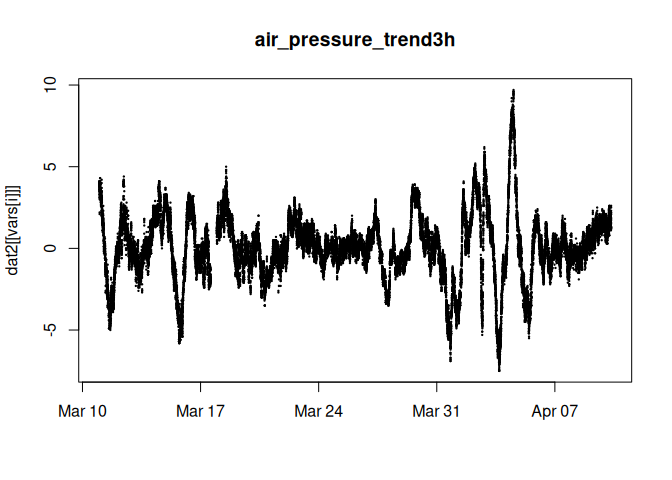 air_pressure_trend3h
dat2[[vars[i]]]
10
5
0
-5
Mar 10
Mar 17
Mar 24
Mar 31
Apr 07